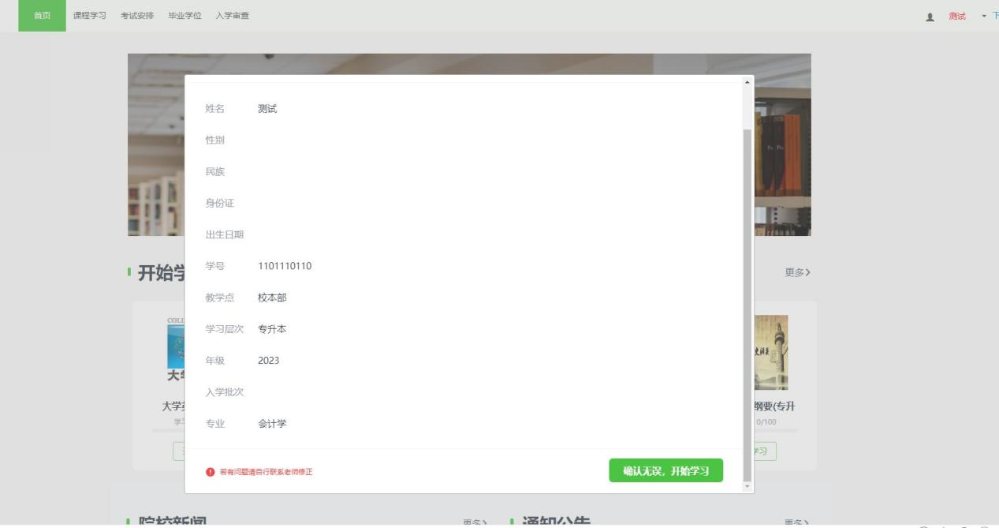 首页 课程学习 考试安排 毕业学位 入学审查 测试
姓名 测试
性别
民族
身份证
出生日期
学号 1101110110
开始学 更多
教学点 校本部
学习层次 专升本
年级 2023
入学批次
大学 纲要(专升
专业 会计学
0/100
学习
若有问题请自行联系老师修正 确认无误，开始学习
院校新闻 更多 通知公告 更多